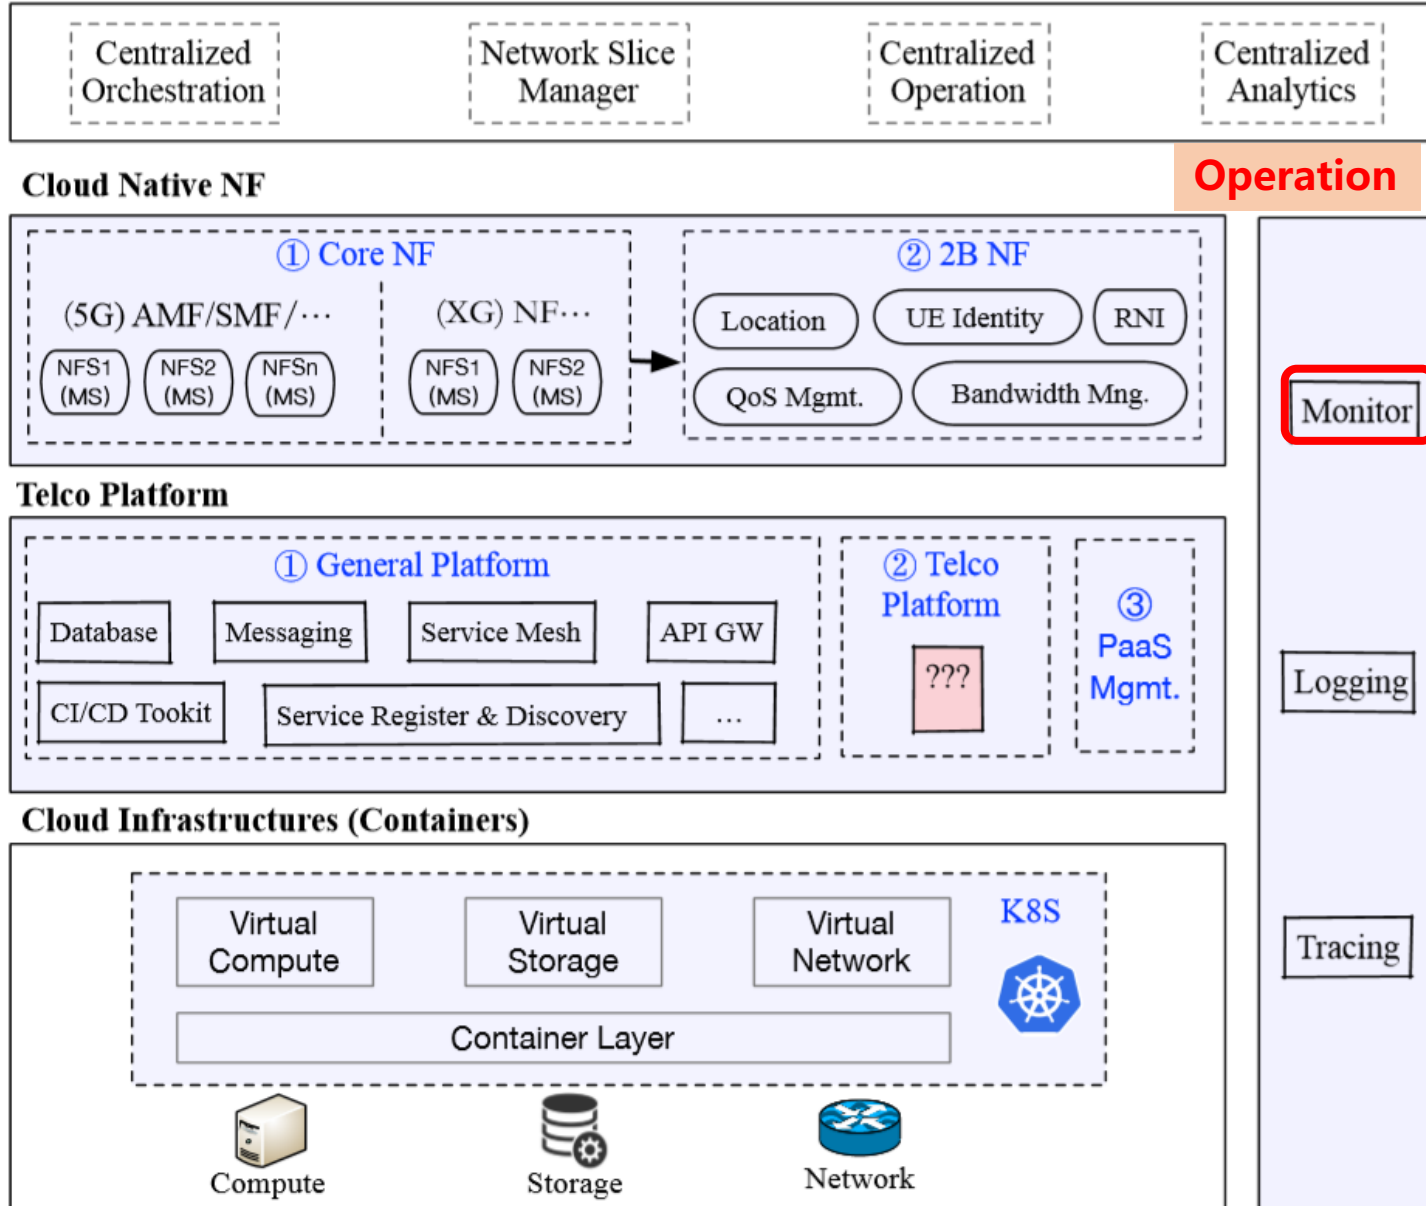 Centralized
Orchestration
Network Slice
Manager
Centralized
Operation
Centralized
Analytics
Operation
Cloud Native NF
① Core NF
(5G) AMF/SMF/···
NFS1
(MS)
NFS2
(MS)
NFSn
(MS)
(XG) NF···
NFS1
(MS)
NFS2
(MS)
② 2B NF
Location
UE Identity
RNI
QoS Mgmt.
Bandwidth Mng.
Telco Platform
① General Platform
Database
Messaging
Service Mesh
API GW
CI/CD Tookit
Service Register & Discovery
...
② Telco
Platform
???
③
PaaS
Mgmt.
Cloud Infrastructures (Containers)
Virtual
Compute
Virtual
Storage
Virtual
Network
K8S
Container Layer
Compute
Storage
Network
Monitor
Logging
Tracing